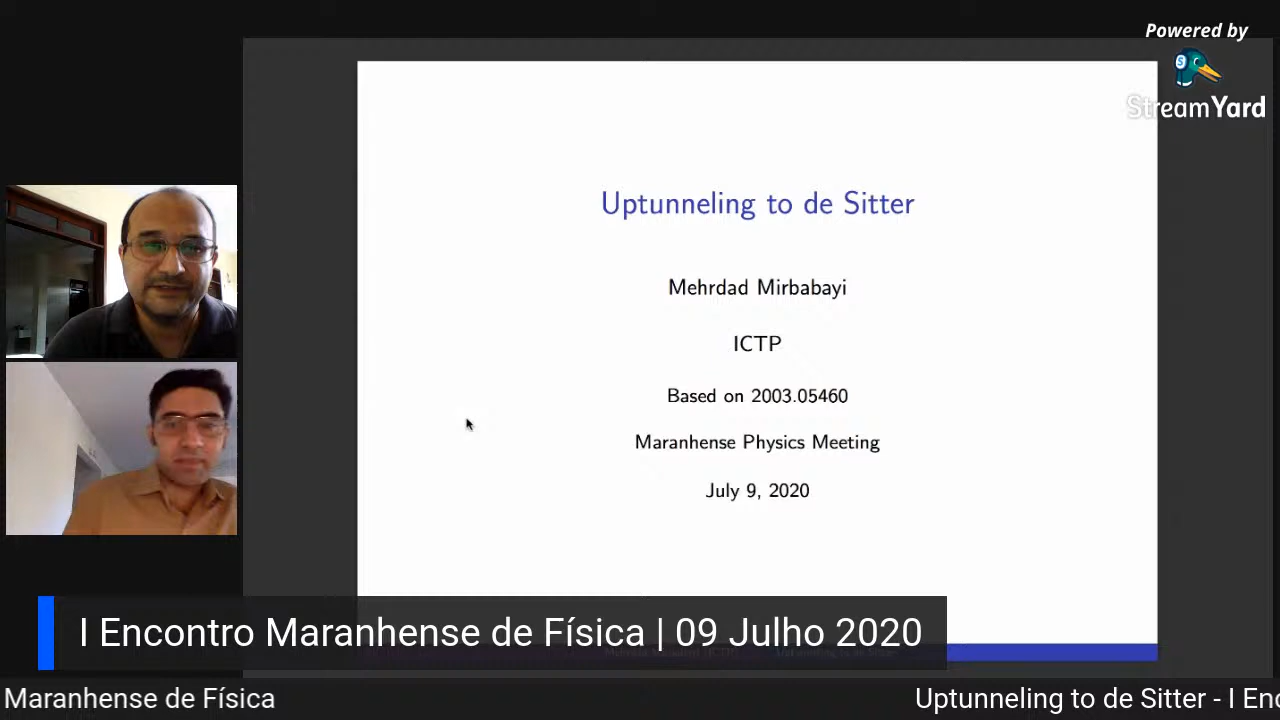 Powered by
StreamYard
Uptunneling to de Sitter
Mehrdad Mirbabayi
ICTP
Based on 2003.05460
Maranhense Physics Meeting
July 9, 2020
I Encontro Maranhense de Física | 09 Julho 2020
Maranhense de Física
Uptunneling to de Sitter - I Enc